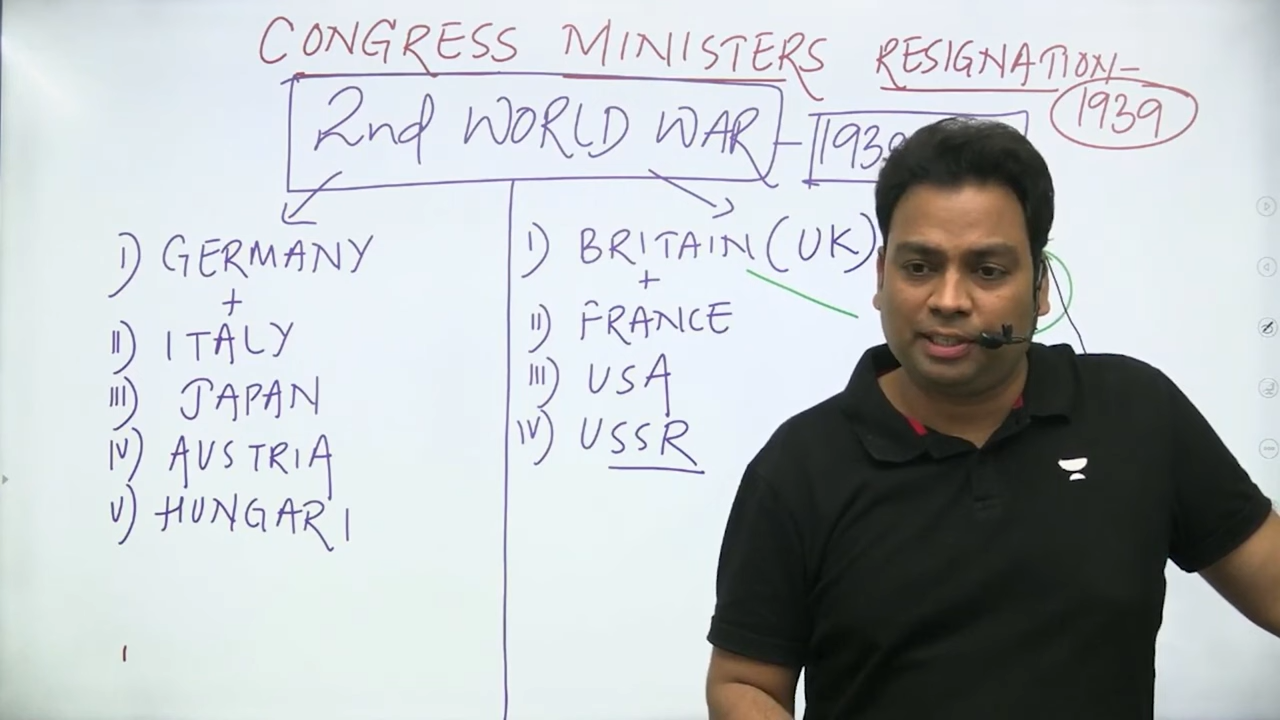 CONGRESS MINISTERS RESIGNATION-
1939
2nd WORLD WAR - 1939
I) GERMANY
+
II) ITALY
III) JAPAN
IV) AUSTRIA
V) HUNGARI
I) BRITAIN (UK)
+
II) FRANCE
III) USA
IV) USSR